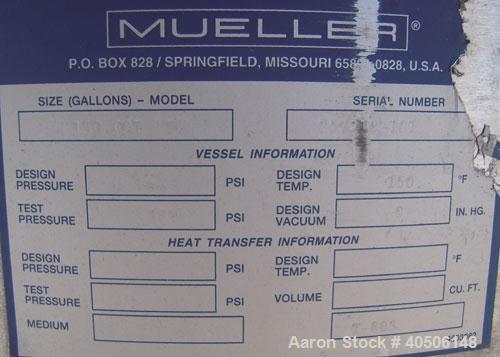 MUELLER®
P.O. BOX 828 / SPRINGFIELD, MISSOURI 0828, U.S.A.
SIZE (GALLONS) – MODEL SERIAL NUMBER
VESSEL INFORMATION
DESIGN PRESSURE PSI DESIGN TEMP. 150 °F
TEST PRESSURE PSI DESIGN VACUUM IN. HG.
HEAT TRANSFER INFORMATION
DESIGN PRESSURE PSI DESIGN TEMP. °F
TEST PRESSURE PSI VOLUME CU. FT.
MEDIUM
Aaron Stock # 40506148